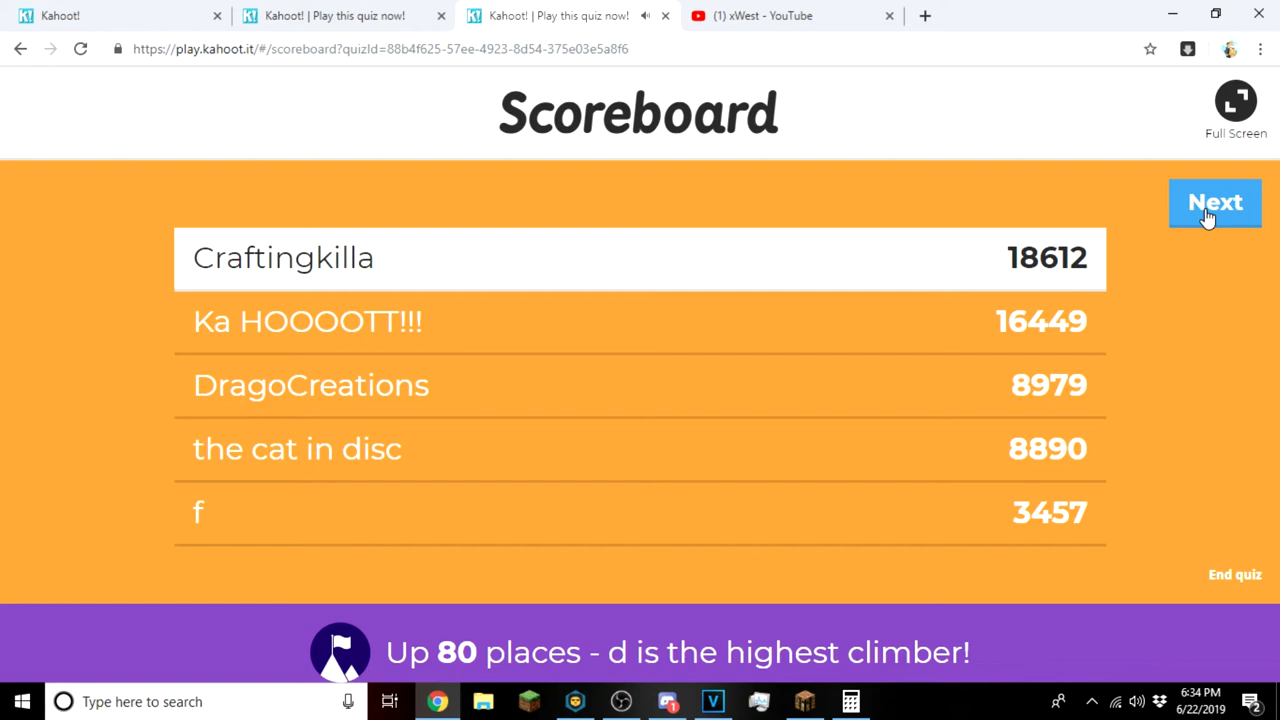 Kahoot!
Kahoot! | Play this quiz now!
Kahoot! | Play this quiz now!
(1) xWest - YouTube
https://play.kahoot.it/#/scoreboard?quizId=88b4f625-57ee-4923-8d54-375e03e5a8f6
Scoreboard
Full Screen
Next
Craftingkilla 18612
Ka HOOOOTT!!! 16449
DragoCreations 8979
the cat in disc 8890
f 3457
End quiz
Up 80 places - d is the highest climber!
Type here to search
6:34 PM
6/22/2019